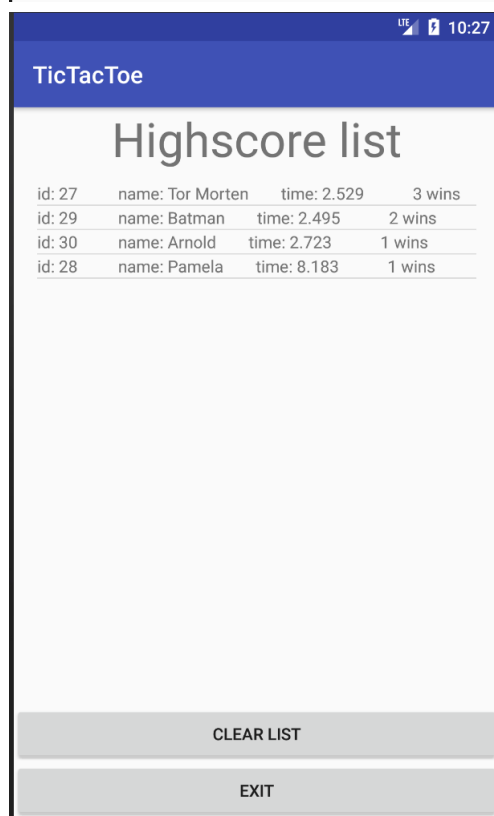 LTE 10:27
TicTacToe
Highscore list
id: 27 name: Tor Morten time: 2.529 3 wins
id: 29 name: Batman time: 2.495 2 wins
id: 30 name: Arnold time: 2.723 1 wins
id: 28 name: Pamela time: 8.183 1 wins
CLEAR LIST
EXIT